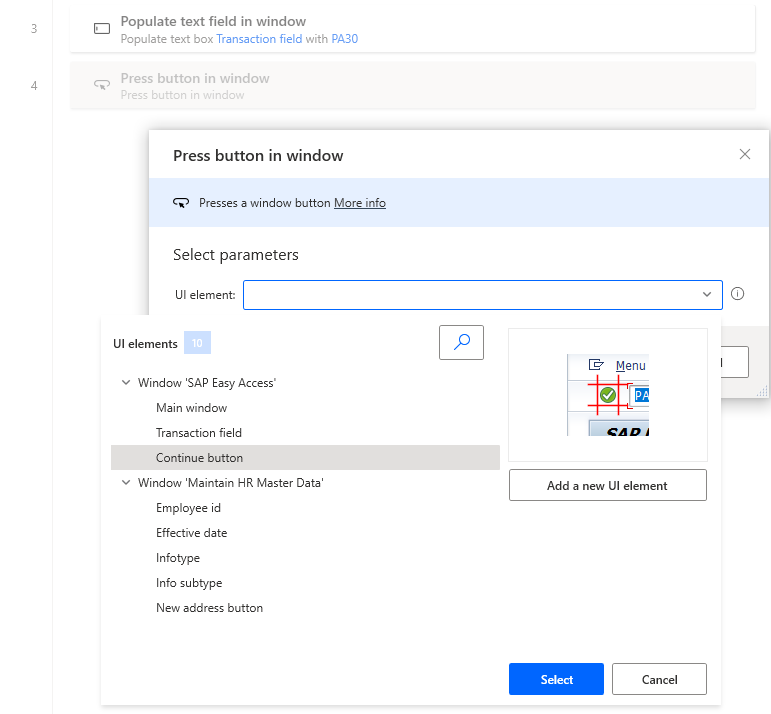 3
Populate text field in window
Populate text box Transaction field with PA30
4
Press button in window
Press button in window
Press button in window
Presses a window button More info
Select parameters
UI element:
UI elements 10
Window 'SAP Easy Access'
Main window
Transaction field
Continue button
Window 'Maintain HR Master Data'
Employee id
Effective date
Infotype
Info subtype
New address button
Menu
PA
SAP
Add a new UI element
Select
Cancel